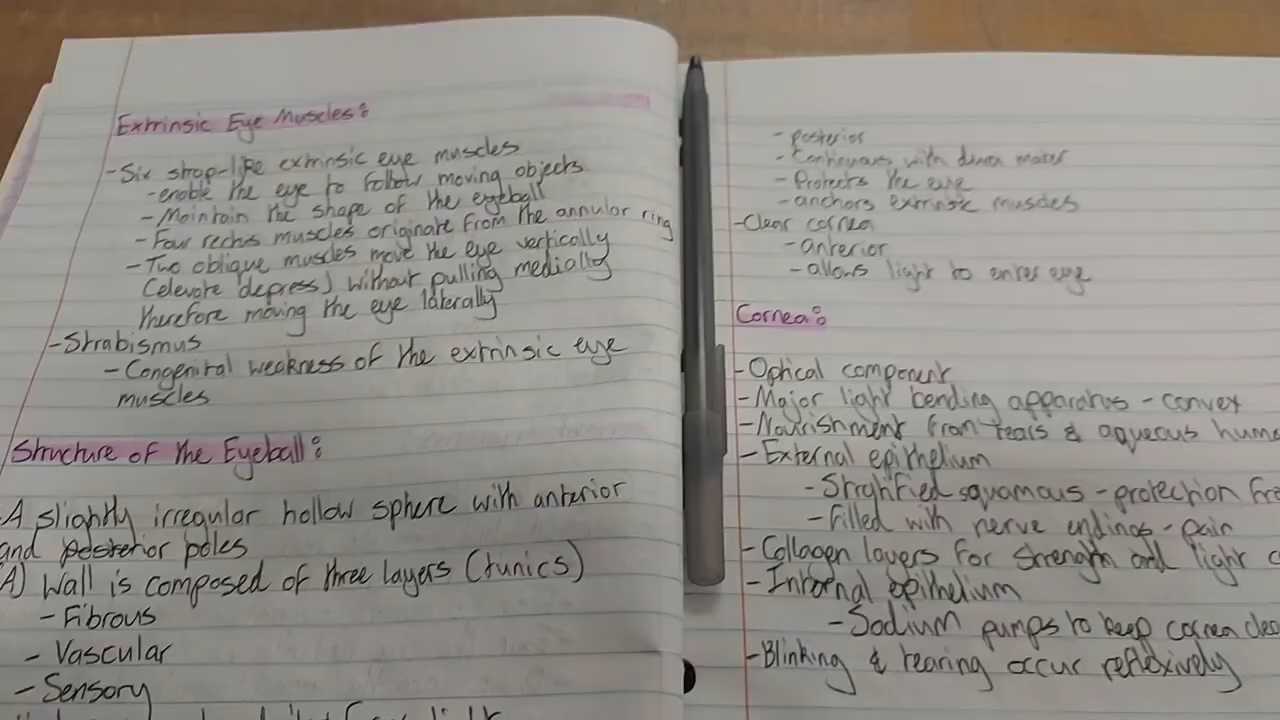 Extrinsic Eye Muscles:
- Six strap-like extrinsic eye muscles
- enable the eye to follow moving objects
- Maintain the shape of the eyeball
- Four rectus muscles originate from the annular ring
- Two oblique muscles move the eye vertically
(elevate depress) without pulling medially
therefore moving the eye laterally
- Strabismus
- Congenital weakness of the extrinsic eye
muscles
Structure of the Eyeball:
- A slightly irregular hollow sphere with anterior
and posterior poles
A) Wall is composed of three layers (tunics)
- Fibrous
- Vascular
- Sensory
- posterior
- Continuous with dura mater
- Protects the eye
- anchors extrinsic muscles
- Clear cornea
- anterior
- allows light to enter eye
Cornea:
- Optical component
- Major light bending apparatus - convex
- Nourishment from tears & aqueous hum
- External epithelium
- Stratified squamous - protection
- Filled with nerve endings - pain
- Collagen layers for strength and light
- Internal epithelium
- Sodium pumps to keep cornea
- Blinking & tearing occur reflexively